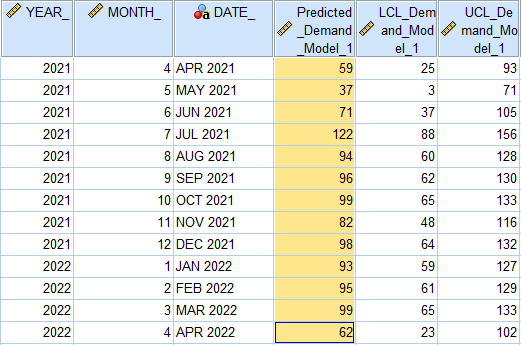 YEAR_ MONTH_ DATE_ Predicted_Demand_Model_1 LCL_Demand_Model_1 UCL_Demand_Model_1
2021 4 APR 2021 59 25 93
2021 5 MAY 2021 37 3 71
2021 6 JUN 2021 71 37 105
2021 7 JUL 2021 122 88 156
2021 8 AUG 2021 94 60 128
2021 9 SEP 2021 96 62 130
2021 10 OCT 2021 99 65 133
2021 11 NOV 2021 82 48 116
2021 12 DEC 2021 98 64 132
2022 1 JAN 2022 93 59 127
2022 2 FEB 2022 95 61 129
2022 3 MAR 2022 99 65 133
2022 4 APR 2022 62 23 102